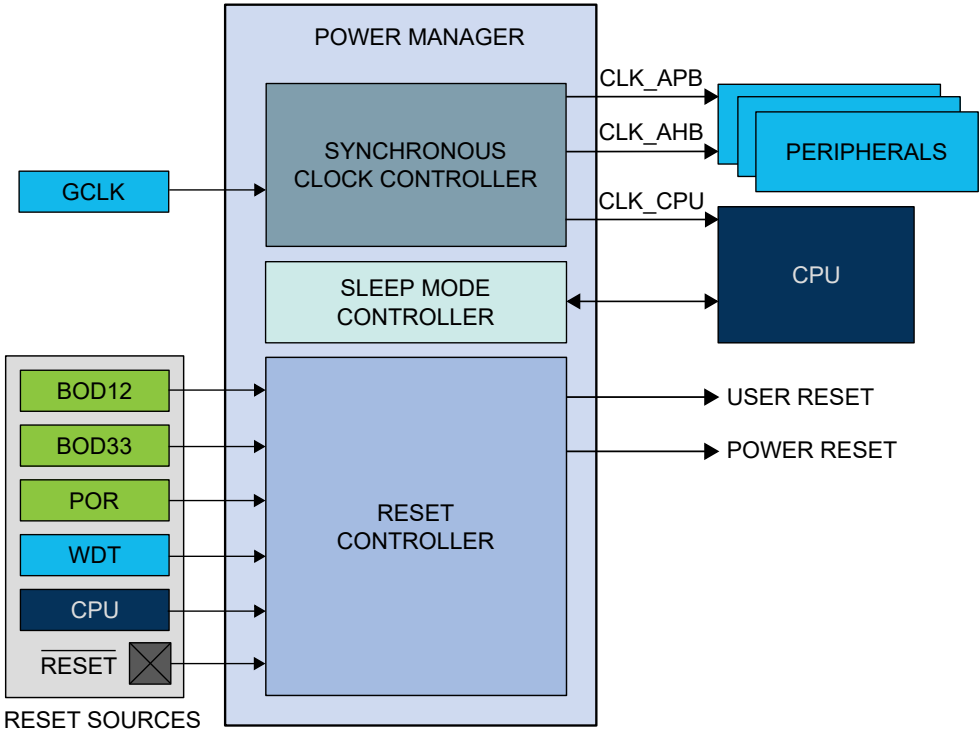 POWER MANAGER
SYNCHRONOUS
CLOCK CONTROLLER
GCLK
CLK_APB
CLK_AHB
CLK_CPU
PERIPHERALS
CPU
SLEEP MODE
CONTROLLER
BOD12
BOD33
POR
WDT
CPU
RESET
RESET SOURCES
RESET
CONTROLLER
USER RESET
POWER RESET